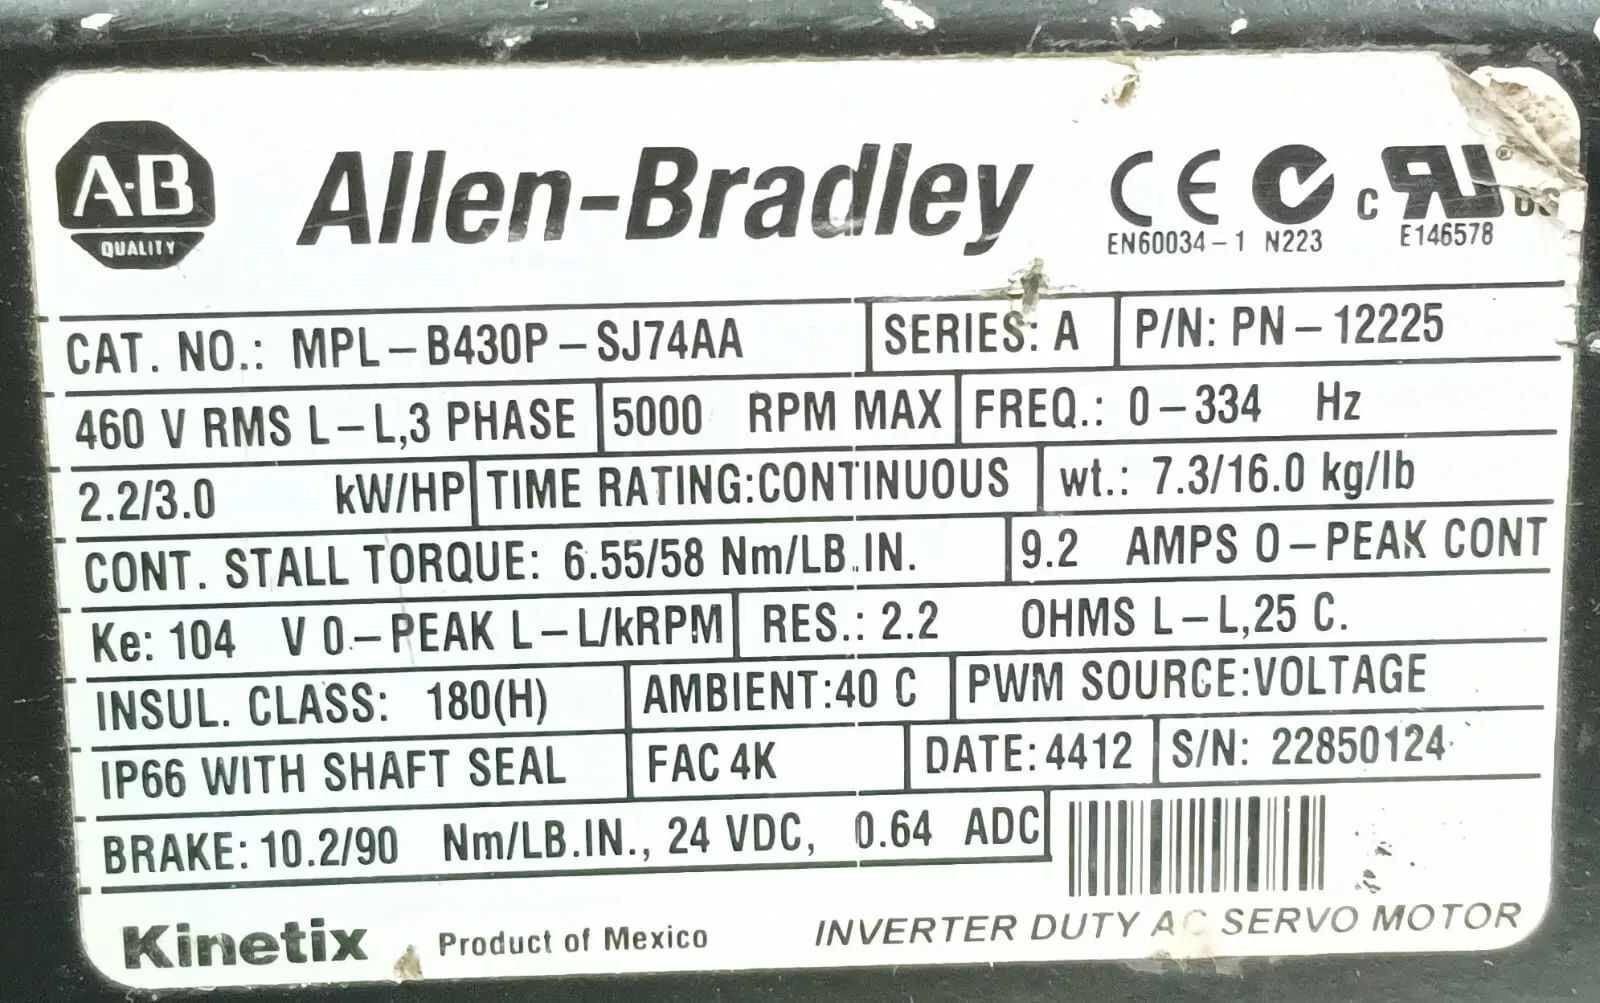 A-B Allen-Bradley CE c RU ® US
QUALITY EN60034-1 N223 E146578
CAT. NO.: MPL-B430P-SJ74AA SERIES: A P/N: PN-12225
460 V RMS L-L,3 PHASE 5000 RPM MAX FREQ.: 0-334 Hz
2.2/3.0 kW/HP TIME RATING:CONTINUOUS wt.: 7.3/16.0 kg/lb
CONT. STALL TORQUE: 6.55/58 Nm/LB.IN. 9.2 AMPS 0-PEAK CONT
Ke: 104 V 0-PEAK L-L/kRPM RES.: 2.2 OHMS L-L,25 C.
INSUL. CLASS: 180(H) AMBIENT:40 C PWM SOURCE:VOLTAGE
IP66 WITH SHAFT SEAL FAC 4K DATE:4412 S/N: 22850124
BRAKE: 10.2/90 Nm/LB.IN., 24 VDC, 0.64 ADC
Kinetix Product of Mexico INVERTER DUTY AC SERVO MOTOR